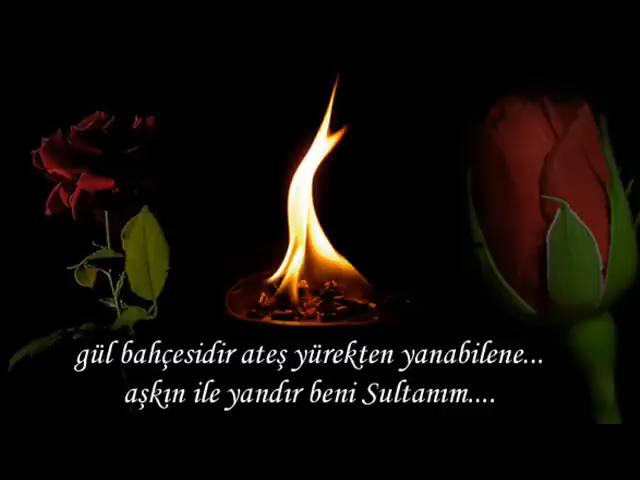 gül bahçesidir ateş yürekten yanabilene...
aşkın ile yandır beni Sultanım....